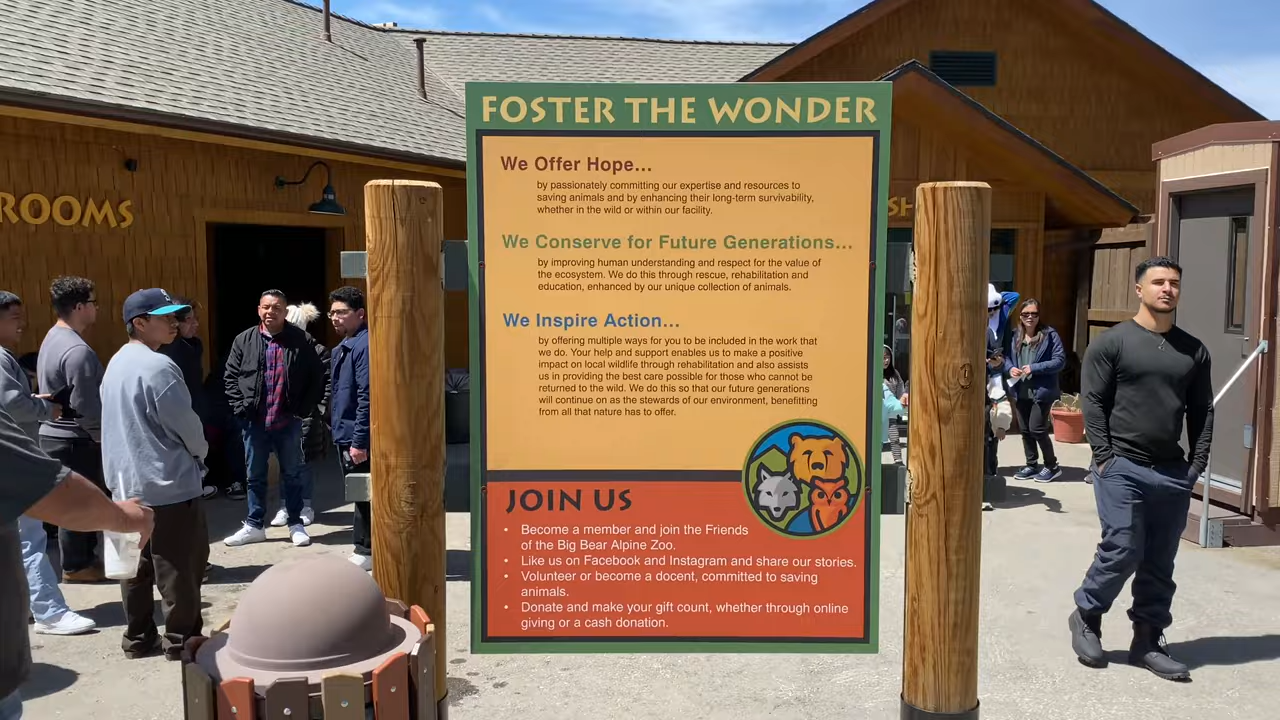 FOSTER THE WONDER
We Offer Hope...
by passionately committing our expertise and resources to
saving animals and by enhancing their long-term survivability,
whether in the wild or within our facility.
We Conserve for Future Generations...
by improving human understanding and respect for the value of
the ecosystem. We do this through rescue, rehabilitation and
education, enhanced by our unique collection of animals.
We Inspire Action...
by offering multiple ways for you to be included in the work that
we do. Your help and support enables us to make a positive
impact on local wildlife through rehabilitation and also assists
us in providing the best care possible for those who cannot be
returned to the wild. We do this so that our future generations
will continue on as the stewards of our environment, benefitting
from all that nature has to offer.
JOIN US
• Become a member and join the Friends
of the Big Bear Alpine Zoo.
• Like us on Facebook and Instagram and share our stories.
• Volunteer or become a docent, committed to saving
animals.
• Donate and make your gift count, whether through online
giving or a cash donation.
ROOMS
SH